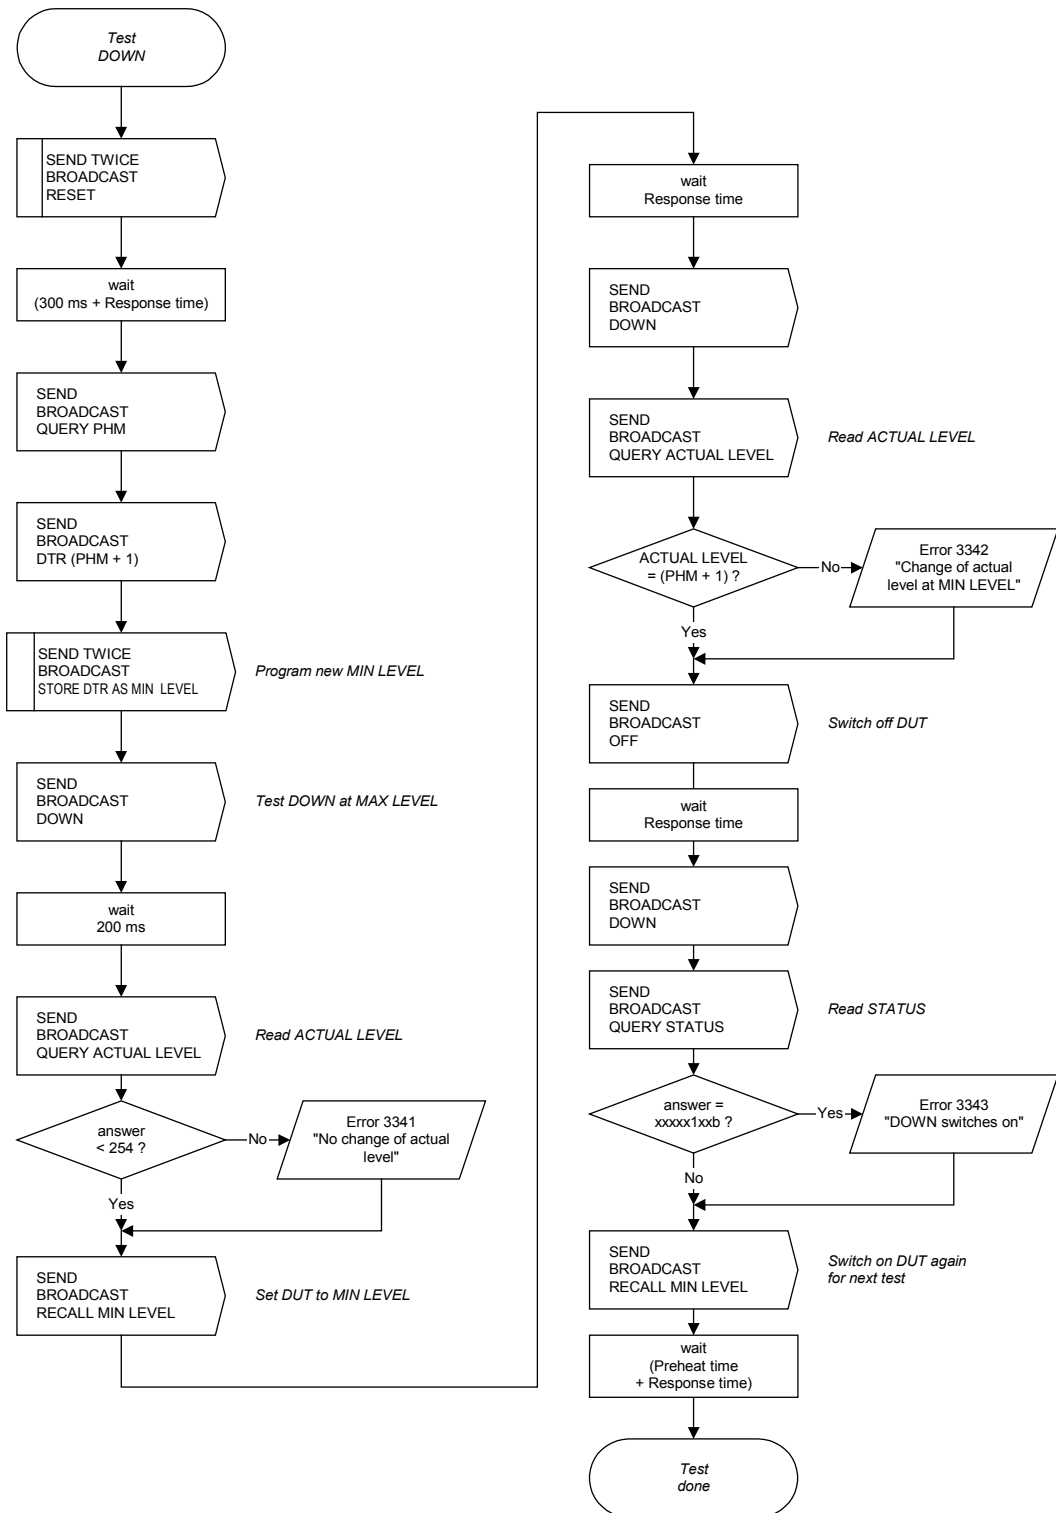 Test
DOWN
SEND TWICE
BROADCAST
RESET
wait
(300 ms + Response time)
SEND
BROADCAST
QUERY PHM
SEND
BROADCAST
DTR (PHM + 1)
SEND TWICE
BROADCAST
STORE DTR AS MIN LEVEL
Program new MIN LEVEL
SEND
BROADCAST
DOWN
Test DOWN at MAX LEVEL
wait
200 ms
SEND
BROADCAST
QUERY ACTUAL LEVEL
Read ACTUAL LEVEL
answer
< 254 ?
No
Error 3341
"No change of actual
level"
Yes
SEND
BROADCAST
RECALL MIN LEVEL
Set DUT to MIN LEVEL
wait
Response time
SEND
BROADCAST
DOWN
SEND
BROADCAST
QUERY ACTUAL LEVEL
Read ACTUAL LEVEL
ACTUAL LEVEL
= (PHM + 1) ?
No
Error 3342
"Change of actual
level at MIN LEVEL"
Yes
SEND
BROADCAST
OFF
Switch off DUT
wait
Response time
SEND
BROADCAST
DOWN
SEND
BROADCAST
QUERY STATUS
Read STATUS
answer =
xxxxx1xxb ?
Yes
Error 3343
"DOWN switches on"
No
SEND
BROADCAST
RECALL MIN LEVEL
Switch on DUT again
for next test
wait
(Preheat time
+ Response time)
Test
done